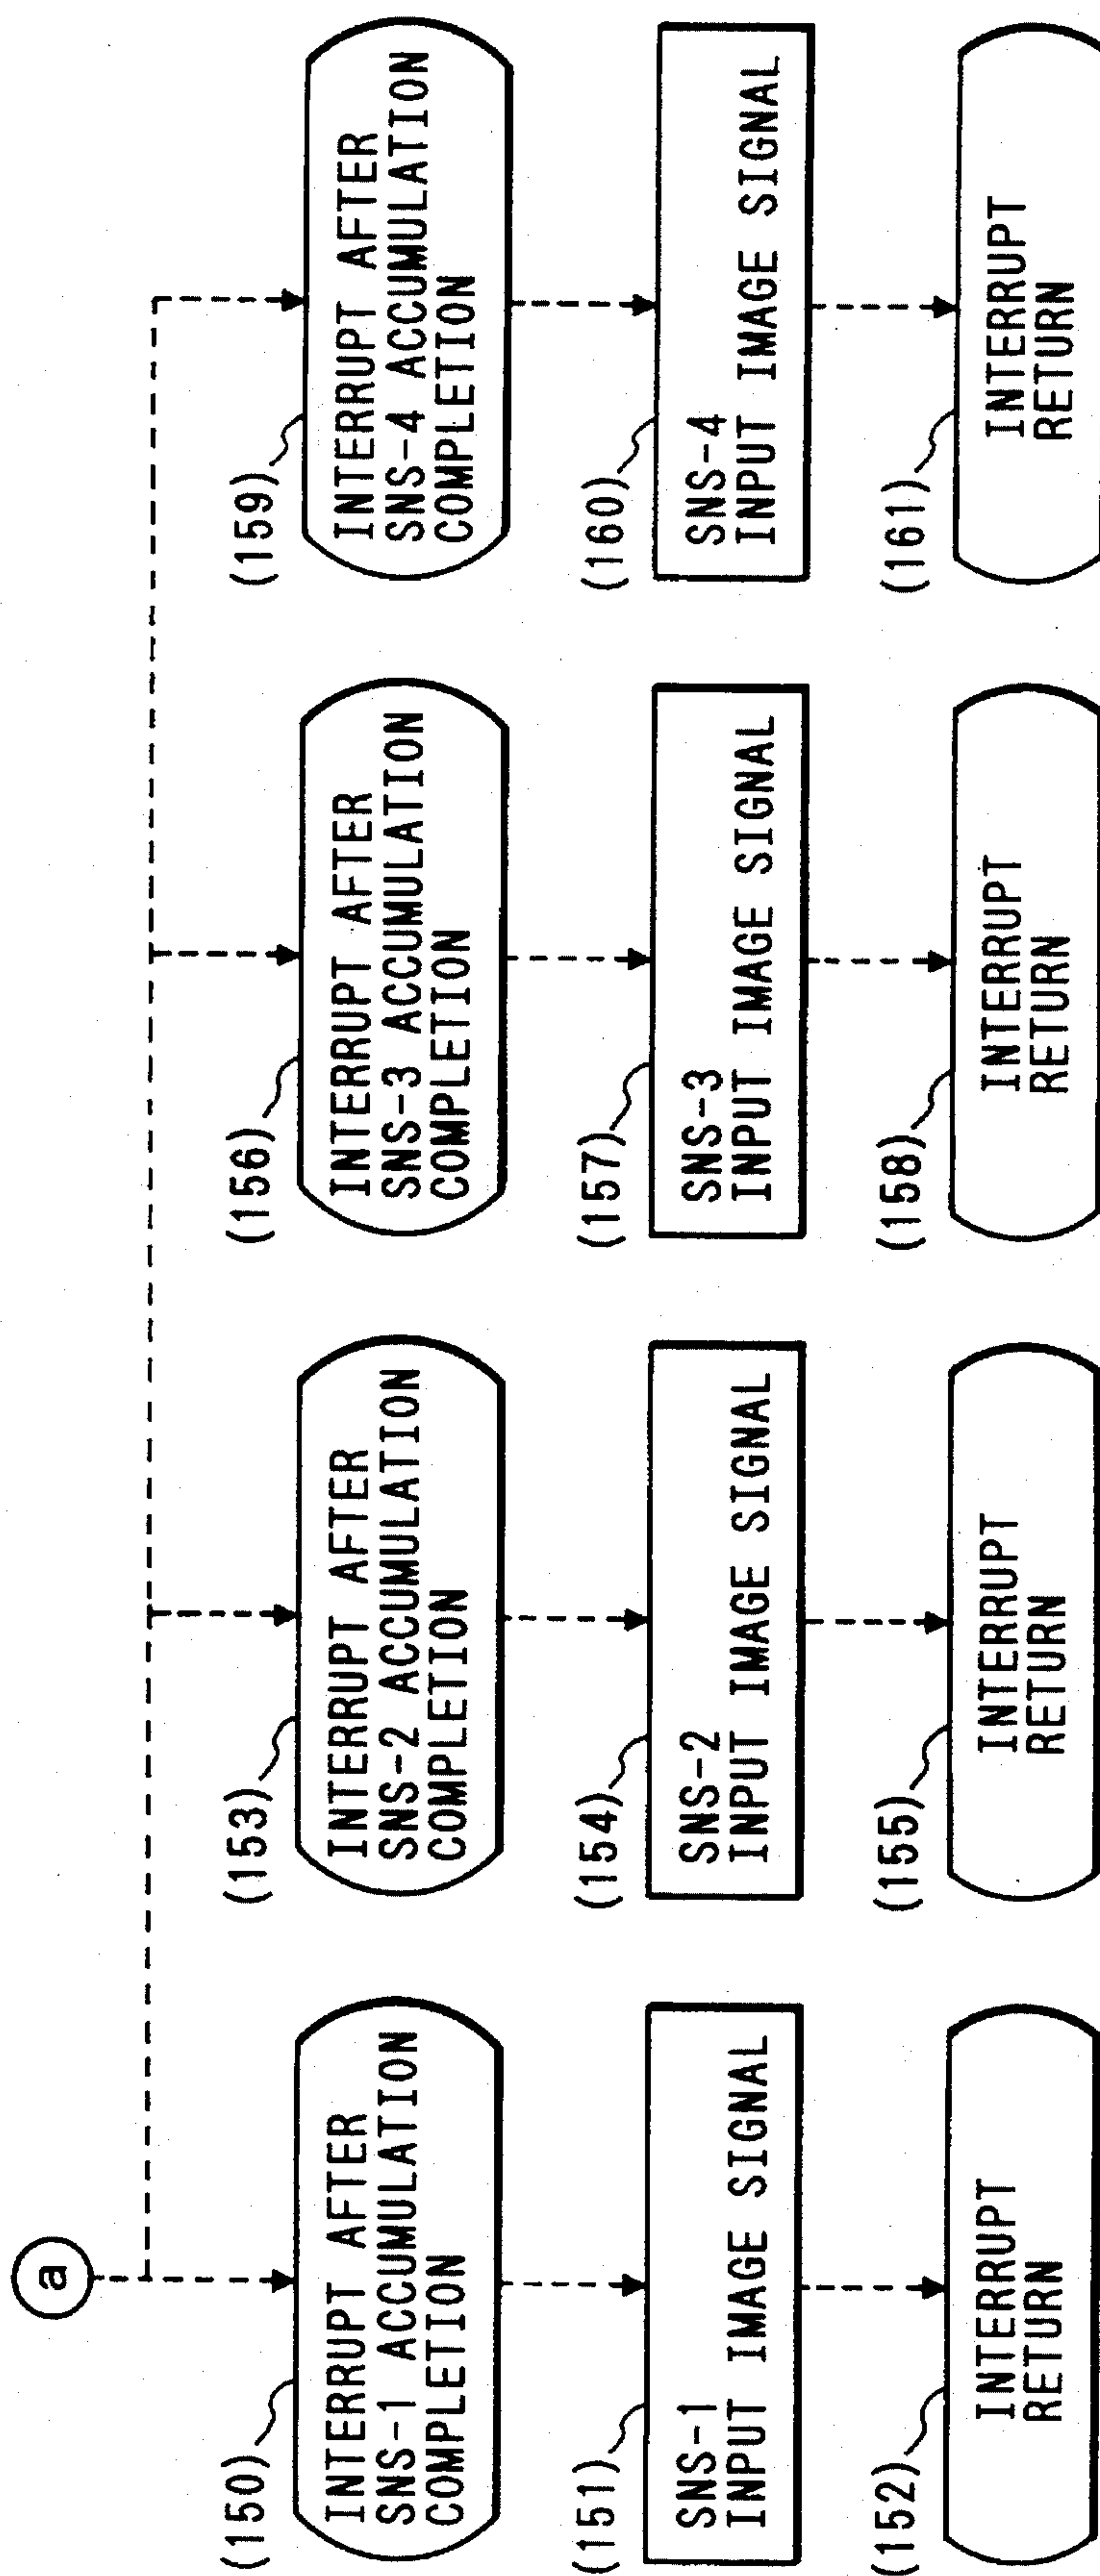 a
(150)
INTERRUPT AFTER
SNS-1 ACCUMULATION
COMPLETION
(151)
SNS-1
INPUT IMAGE SIGNAL
(152)
INTERRUPT
RETURN
(153)
INTERRUPT AFTER
SNS-2 ACCUMULATION
COMPLETION
(154)
SNS-2
INPUT IMAGE SIGNAL
(155)
INTERRUPT
RETURN
(156)
INTERRUPT AFTER
SNS-3 ACCUMULATION
COMPLETION
(157)
SNS-3
INPUT IMAGE SIGNAL
(158)
INTERRUPT
RETURN
(159)
INTERRUPT AFTER
SNS-4 ACCUMULATION
COMPLETION
(160)
SNS-4
INPUT IMAGE SIGNAL
(161)
INTERRUPT
RETURN